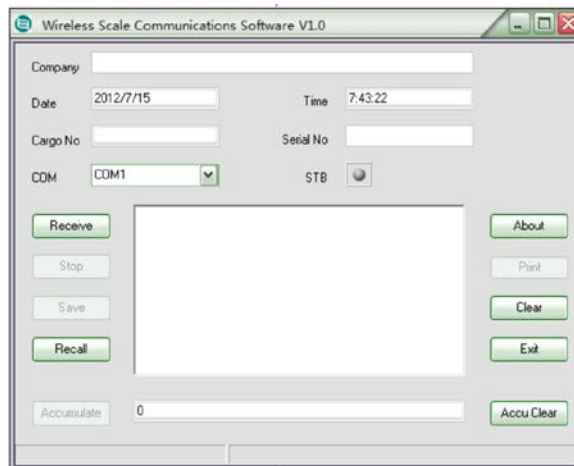 Wireless Scale Communications Software V1.0
Company
Date 2012/7/15 Time 7:43:22
Cargo No Serial No
COM COM1 STB
Receive About
Stop Print
Save Clear
Recall Exit
Accumulate 0 Accu Clear